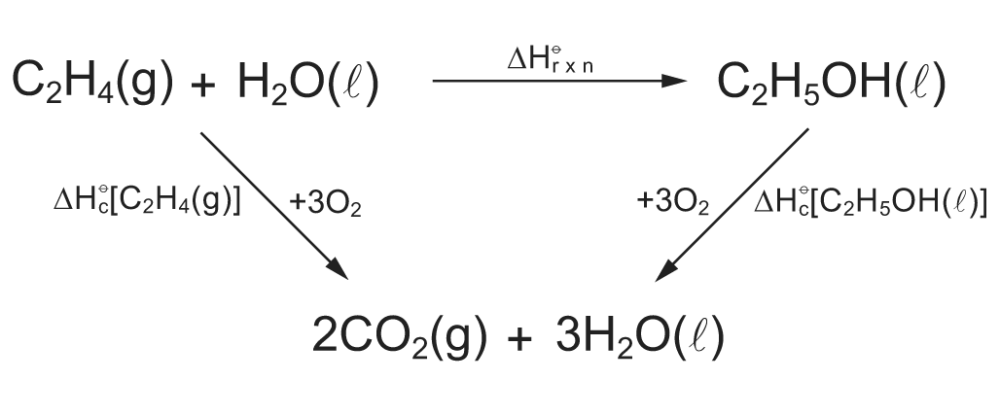 ΔH⦵rxn
C₂H₄(g) + H₂O(ℓ) C₂H₅OH(ℓ)
ΔH⦵c[C₂H₄(g)] +3O₂ +3O₂ ΔH⦵c[C₂H₅OH(ℓ)]
2CO₂(g) + 3H₂O(ℓ)